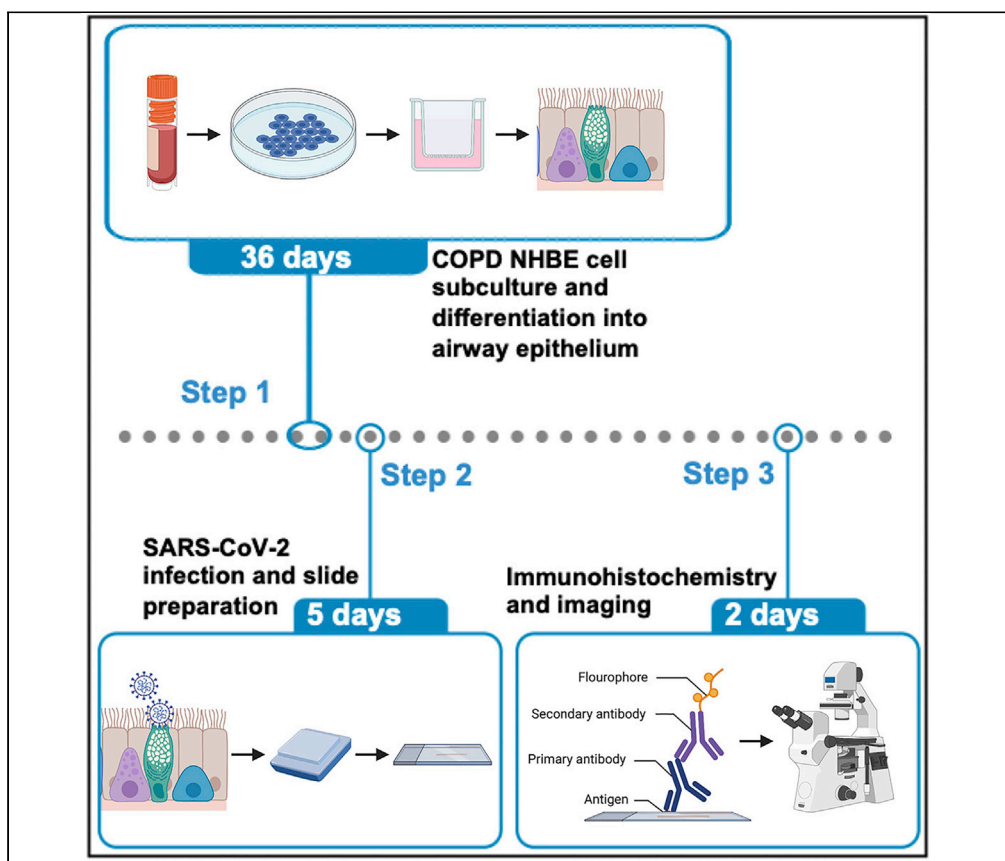 36 days
COPD NHBE cell
subculture and
differentiation into
airway epithelium
Step 1
Step 2
Step 3
SARS-CoV-2
infection and slide
preparation
5 days
Immunohistochemistry
and imaging
2 days
Flourophore
Secondary antibody
Primary antibody
Antigen